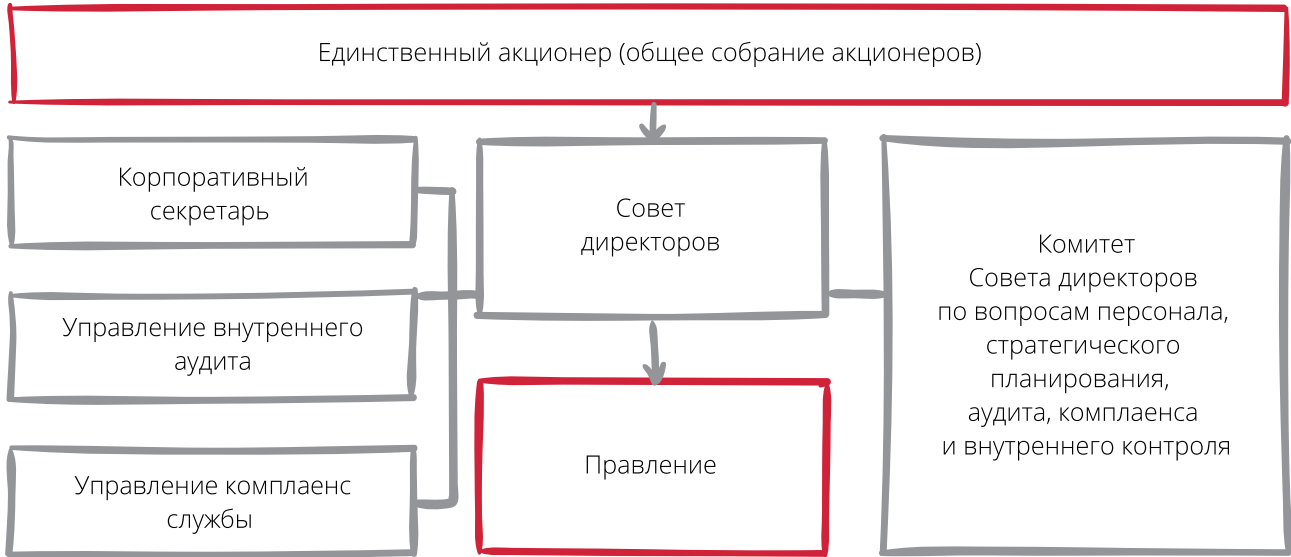 Единственный акционер (общее собрание акционеров)
Корпоративный
секретарь
Управление внутреннего
аудита
Управление комплаенс
службы
Совет
директоров
Правление
Комитет
Совета директоров
по вопросам персонала,
стратегического
планирования,
аудита, комплаенса
и внутреннего контроля